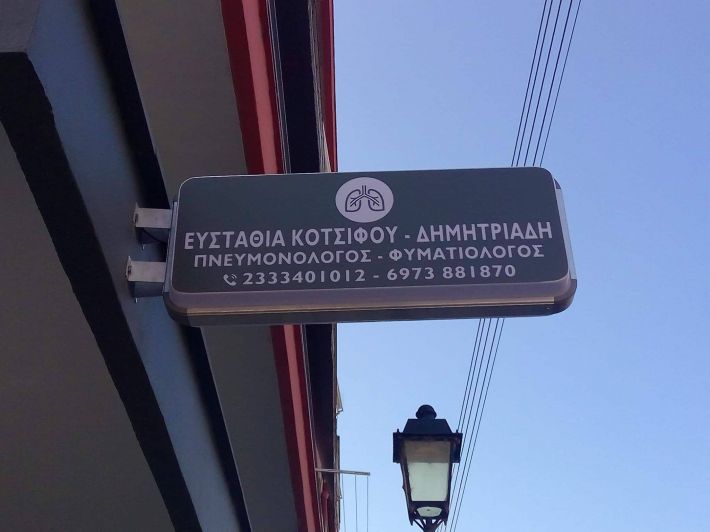 ΕΥΣΤΑΘΙΑ ΚΟΤΣΙΦΟΥ - ΔΗΜΗΤΡΙΑΔΗ
ΠΝΕΥΜΟΝΟΛΟΓΟΣ - ΦΥΜΑΤΙΟΛΟΓΟΣ
2333401012 - 6973 881870